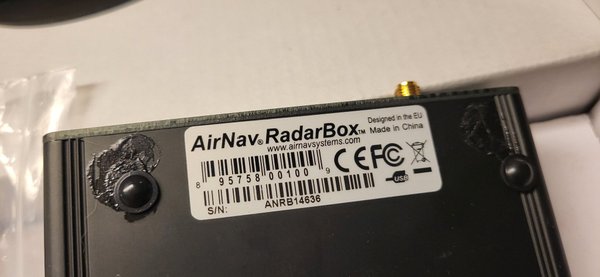 AirNav® RadarBox™
www.airnavsystems.com
Designed in the EU
Made in China
CE FC
USB
8 95758 00100 9
S/N: ANRB14636